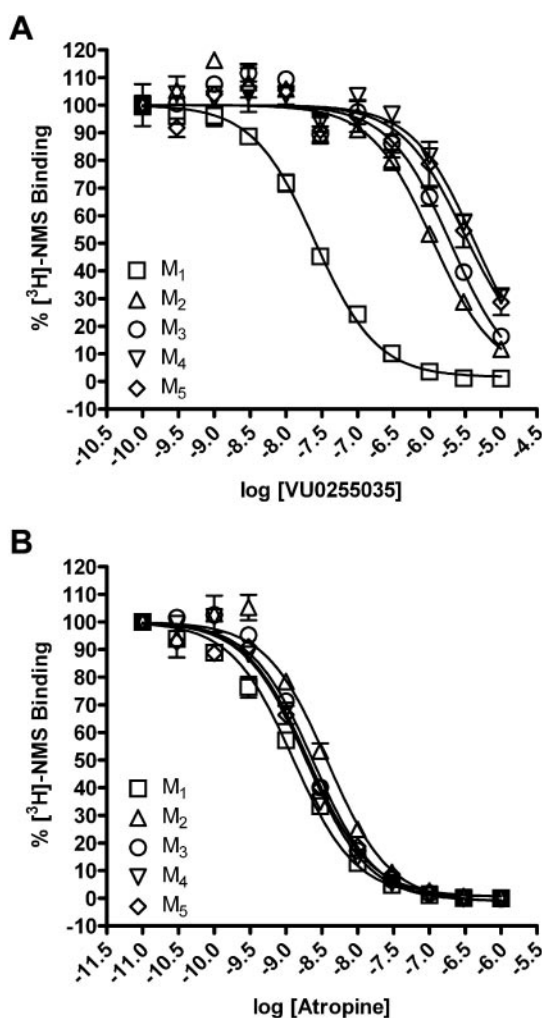 A
120
110
100
90
80
70
60
50
40
30
20
10
0
-10
% [³H]-NMS Binding
M₁
M₂
M₃
M₄
M₅
-10.5 -10.0 -9.5 -9.0 -8.5 -8.0 -7.5 -7.0 -6.5 -6.0 -5.5 -5.0 -4.5
log [VU0255035]
B
120
110
100
90
80
70
60
50
40
30
20
10
0
-10
% [³H]-NMS Binding
M₁
M₂
M₃
M₄
M₅
-11.5 -11.0 -10.5 -10.0 -9.5 -9.0 -8.5 -8.0 -7.5 -7.0 -6.5 -6.0 -5.5
log [Atropine]